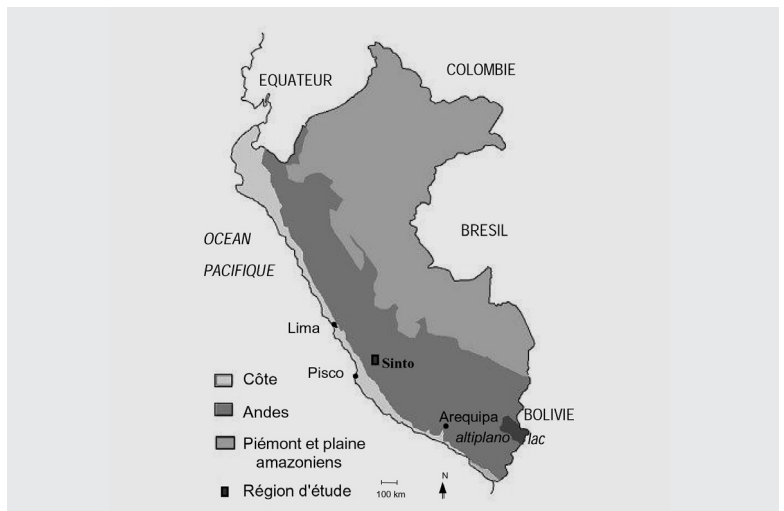 EQUATEUR
COLOMBIE
BRESIL
OCEAN
PACIFIQUE
Lima
Sinto
Pisco
Côte
Arequipa
BOLIVIE
Andes
altiplano
lac
Piémont et plaine
amazoniens
Région d'étude
100 km
N